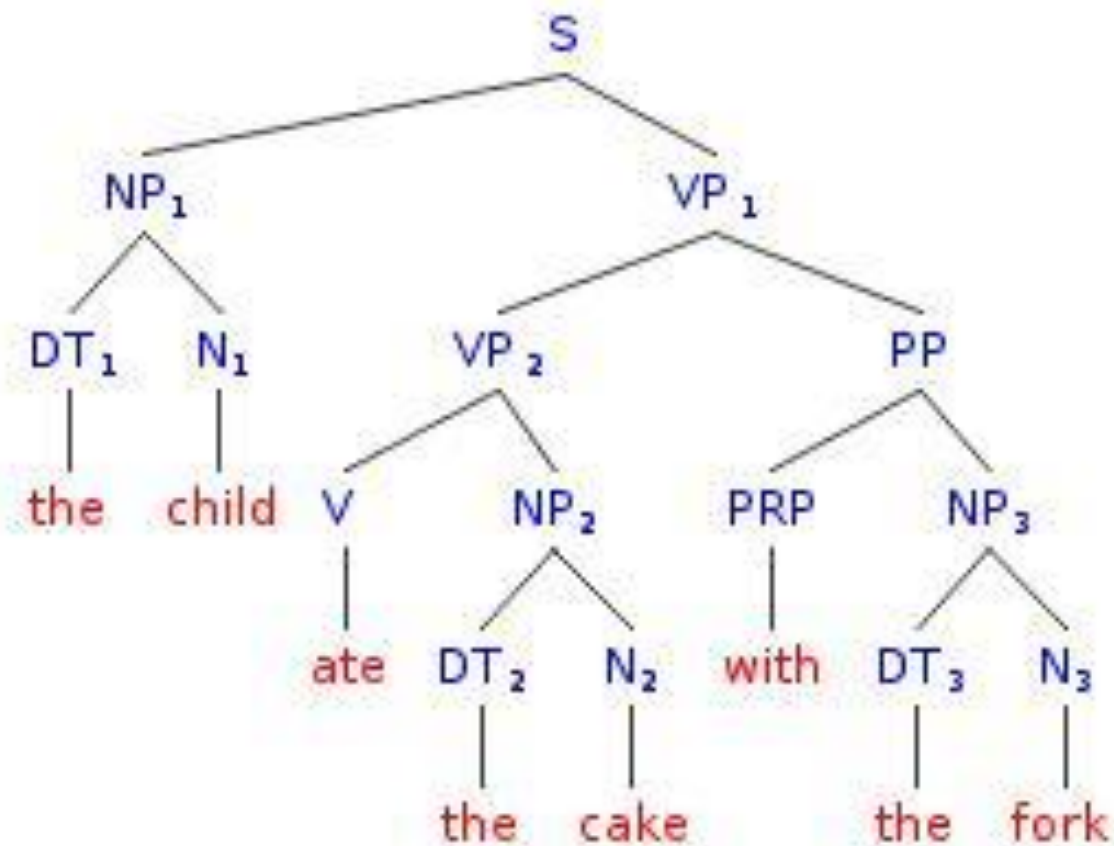 S
NP₁ VP₁
DT₁ N₁ VP₂ PP
the child V NP₂ PRP NP₃
ate DT₂ N₂ with DT₃ N₃
the cake the fork